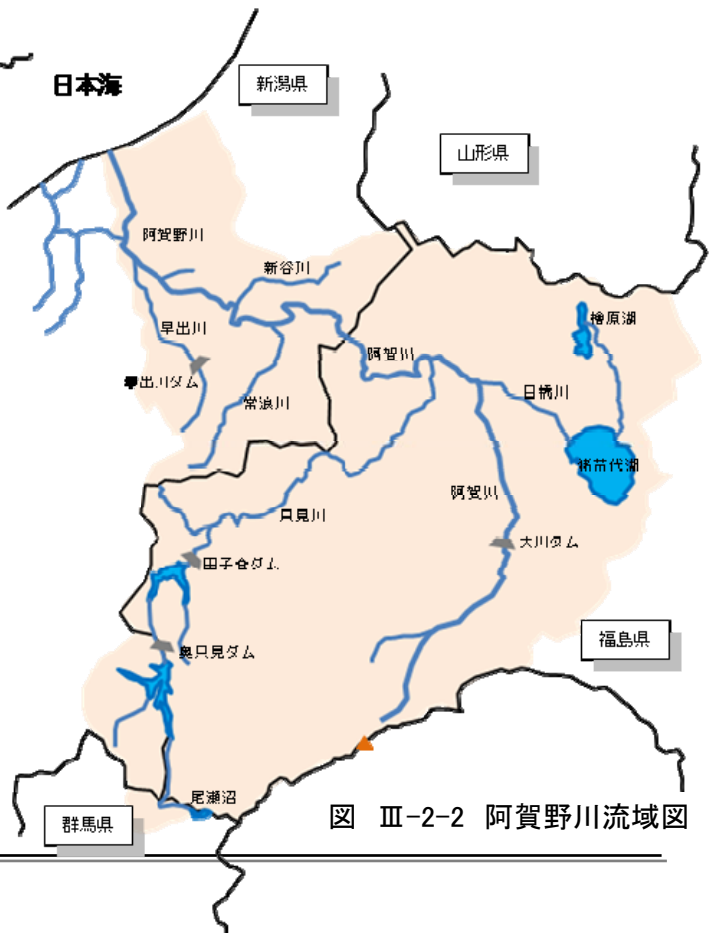 日本海
新潟県
山形県
阿賀野川
新谷川
檜原湖
早出川
阿賀川
早出川ダム
常浪川
日橋川
猪苗代湖
阿賀川
只見川
大川ダム
田子倉ダム
福島県
奥只見ダム
尾瀬沼
群馬県
図 Ⅲ-2-2 阿賀野川流域図